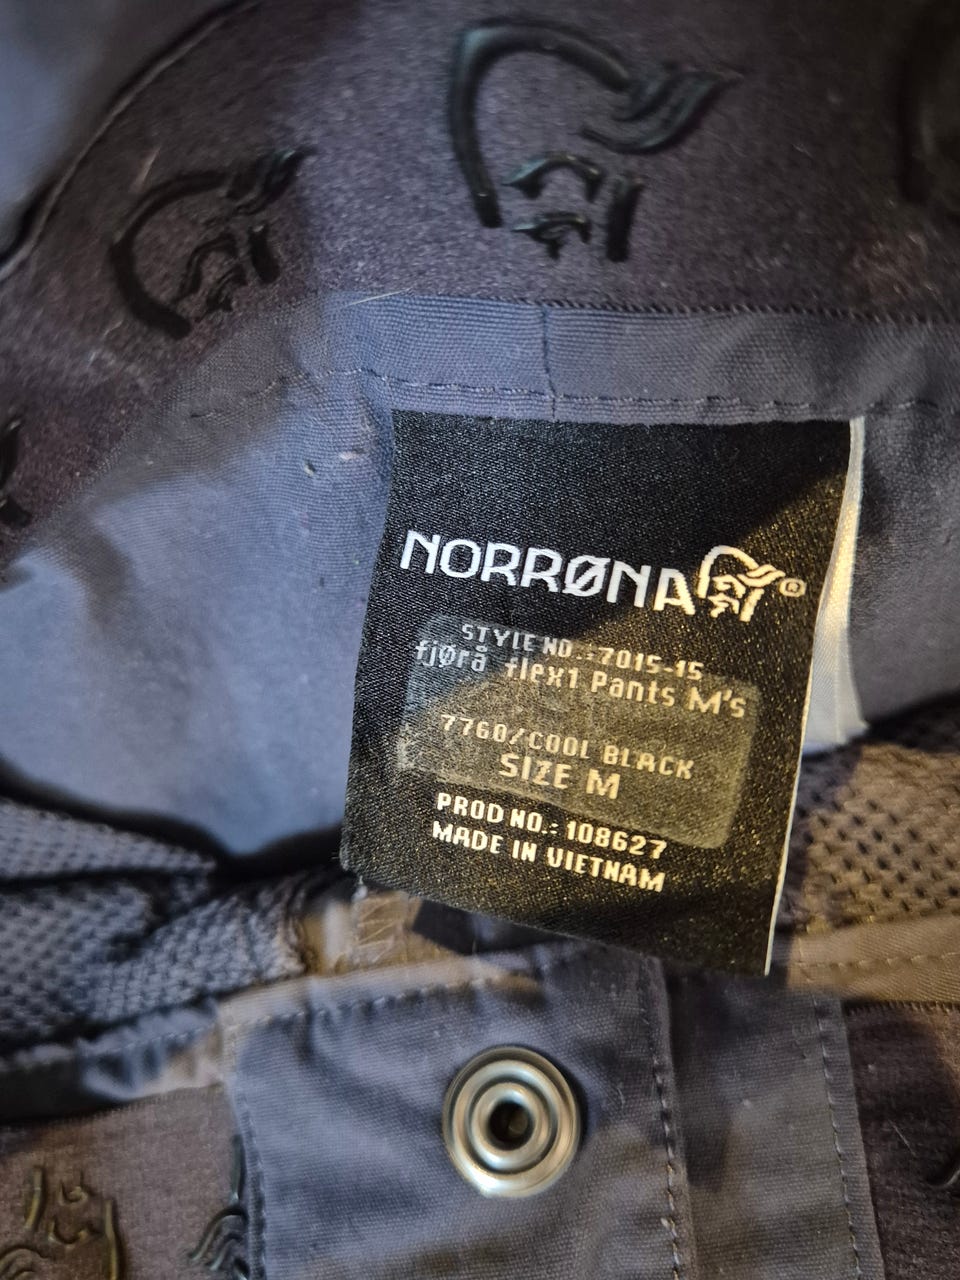 NORRØNA®
STYLE NO.:7015-15
fjørå flex1 Pants M's
7760/COOL BLACK
SIZE M
PROD NO.: 108627
MADE IN VIETNAM